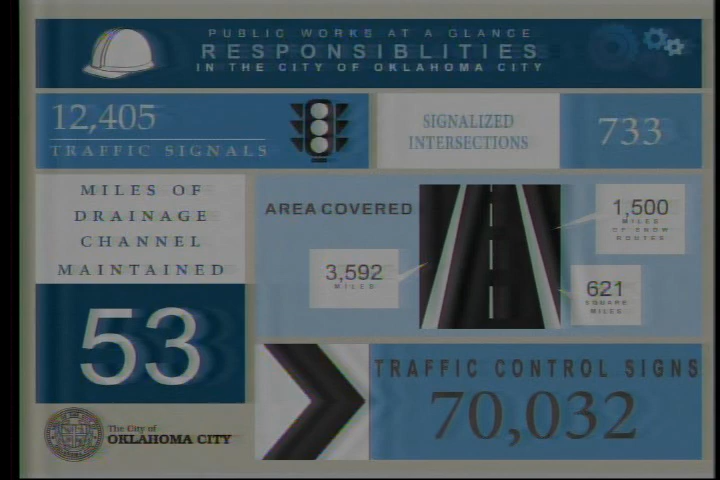 PUBLIC WORKS AT A GLANCE
RESPONSIBLITIES
IN THE CITY OF OKLAHOMA CITY
12,405
TRAFFIC SIGNALS
SIGNALIZED
INTERSECTIONS
733
MILES OF
DRAINAGE
CHANNEL
MAINTAINED
53
AREA COVERED
1,500
MILES
OF SNOW
ROUTES
3,592
MILES
621
SQUARE
MILES
TRAFFIC CONTROL SIGNS
70,032
The City of
OKLAHOMA CITY